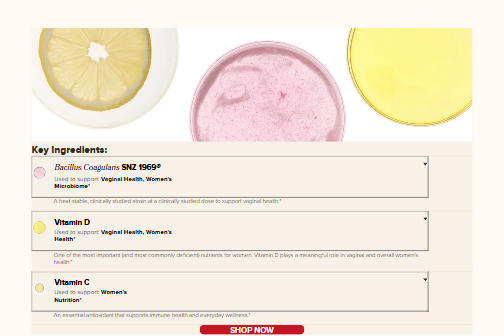 Key Ingredients:
Bacillus Coagulans SNZ 1969®
Used to support Vaginal Health, Women's
Microbiome*
A heat-stable, clinically studied strain at a clinically studied dose to support vaginal health.*
Vitamin D
Used to support Vaginal Health, Women's
Health*
One of the most important (and most commonly deficient) nutrients for women. Vitamin D plays a meaningful role in vaginal and overall women's
health.*
Vitamin C
Used to support Women's
Nutrition*
An essential antioxidant that supports immune health and everyday wellness.*
SHOP NOW